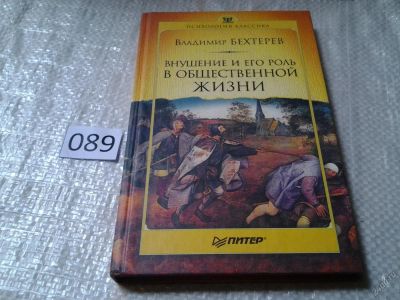 ПСИХОЛОГИЯ-КЛАССИКА
ВЛАДИМИР БЕХТЕРЕВ
ВНУШЕНИЕ И ЕГО РОЛЬ
В ОБЩЕСТВЕННОЙ
ЖИЗНИ
089
ПИТЕР®